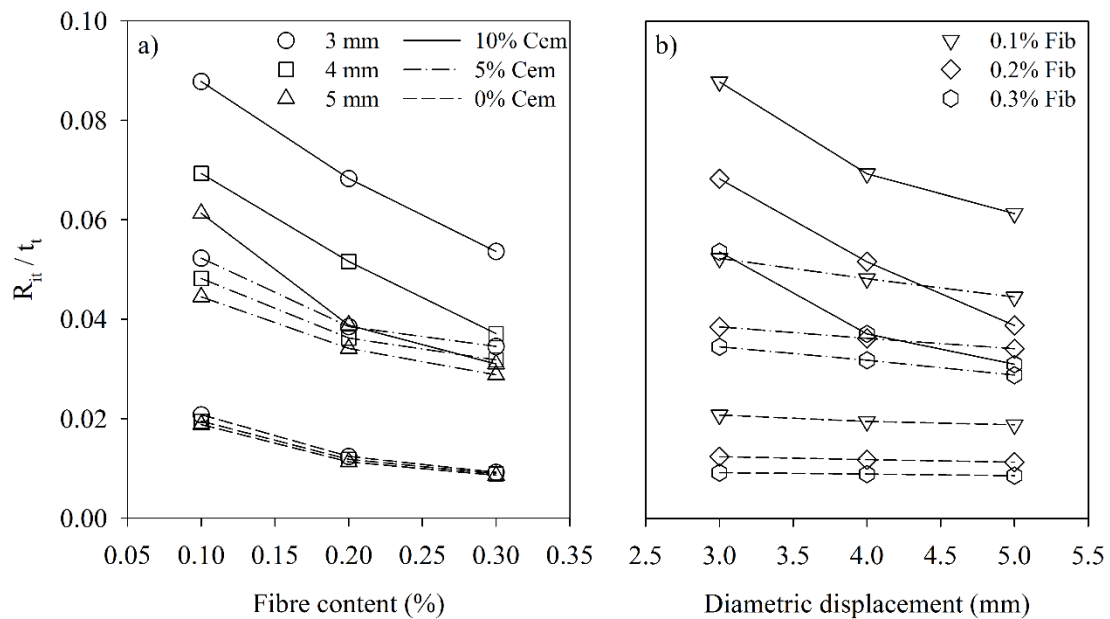 0.10
0.08
0.06
0.04
0.02
0.00
R_it / t_t
a)
3 mm
10% Cem
4 mm
5% Cem
5 mm
0% Cem
0.05 0.10 0.15 0.20 0.25 0.30 0.35
Fibre content (%)
b)
0.1% Fib
0.2% Fib
0.3% Fib
2.5 3.0 3.5 4.0 4.5 5.0 5.5
Diametric displacement (mm)